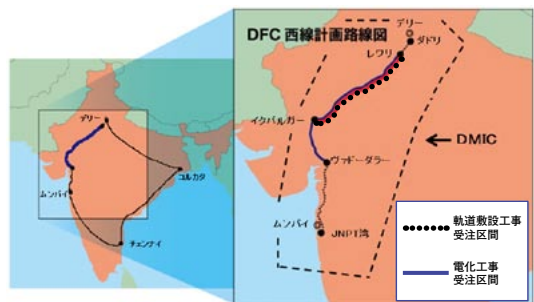 デリー
ムンバイ
コルカタ
チェンナイ
DFC 西線計画路線図
デリー
ダドリ
レワリ
イクバルガー
DMIC
ヴァドーダラー
ムンバイ
JNPT湾
軌道敷設工事
受注区間
電化工事
受注区間